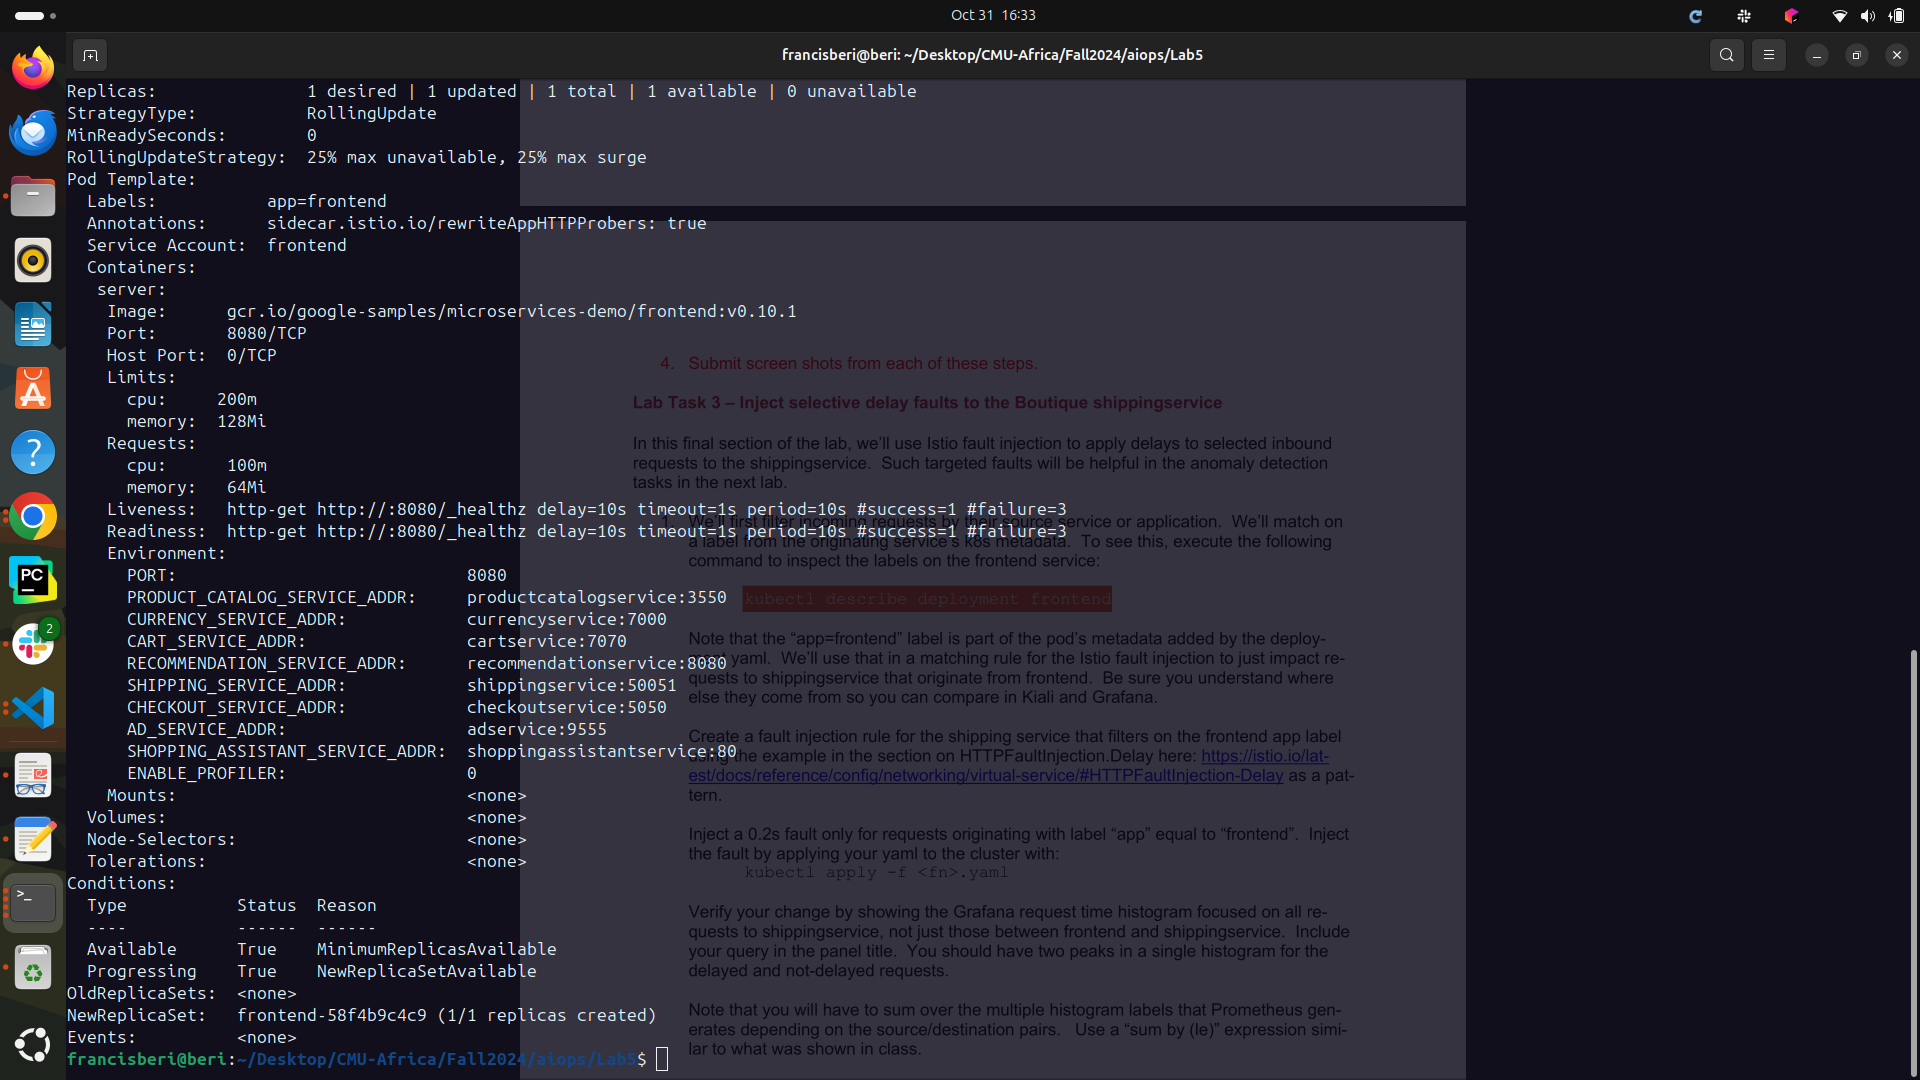 Oct 31 16:33
francisberi@beri: ~/Desktop/CMU-Africa/Fall2024/aiops/Lab5
Replicas: 1 desired | 1 updated | 1 total | 1 available | 0 unavailable
StrategyType: RollingUpdate
MinReadySeconds: 0
RollingUpdateStrategy: 25% max unavailable, 25% max surge
Pod Template:
Labels: app=frontend
Annotations: sidecar.istio.io/rewriteAppHTTPProbers: true
Service Account: frontend
Containers:
server:
Image: gcr.io/google-samples/microservices-demo/frontend:v0.10.1
Port: 8080/TCP
Host Port: 0/TCP
Limits:
cpu: 200m
memory: 128Mi
Requests:
cpu: 100m
memory: 64Mi
Liveness: http-get http://:8080/_healthz delay=10s timeout=1s period=10s #success=1 #failure=3
Readiness: http-get http://:8080/_healthz delay=10s timeout=1s period=10s #success=1 #failure=3
Environment:
PORT: 8080
PRODUCT_CATALOG_SERVICE_ADDR: productcatalogservice:3550
CURRENCY_SERVICE_ADDR: currencyservice:7000
CART_SERVICE_ADDR: cartservice:7070
RECOMMENDATION_SERVICE_ADDR: recommendationservice:8080
SHIPPING_SERVICE_ADDR: shippingservice:50051
CHECKOUT_SERVICE_ADDR: checkoutservice:5050
AD_SERVICE_ADDR: adservice:9555
SHOPPING_ASSISTANT_SERVICE_ADDR: shoppingassistantservice:80
ENABLE_PROFILER: 0
Mounts: <none>
Volumes: <none>
Node-Selectors: <none>
Tolerations: <none>
Conditions:
Type Status Reason
---- ------ ------
Available True MinimumReplicasAvailable
Progressing True NewReplicaSetAvailable
OldReplicaSets: <none>
NewReplicaSet: frontend-58f4b9c4c9 (1/1 replicas created)
Events: <none>
francisberi@beri:~/Desktop/CMU-Africa/Fall2024/aiops/Lab5$
4. Submit screen shots from each of these steps.
Lab Task 3 – Inject selective delay faults to the Boutique shippingservice
In this final section of the lab, we'll use Istio fault injection to apply delays to selected inbound
requests to the shippingservice. Such targeted faults will be helpful in the anomaly detection
tasks in the next lab.
1. We'll first filter incoming requests by their source service or application. We'll match on
a label from the originating service's k8s metadata. To see this, execute the following
command to inspect the labels on the frontend service:
kubectl describe deployment frontend
Note that the “app=frontend” label is part of the pod's metadata added by the deploy-
ment yaml. We'll use that in a matching rule for the Istio fault injection to just impact re-
quests to shippingservice that originate from frontend. Be sure you understand where
else they come from so you can compare in Kiali and Grafana.
Create a fault injection rule for the shipping service that filters on the frontend app label
using the example in the section on HTTPFaultInjection.Delay here: https://istio.io/lat-
est/docs/reference/config/networking/virtual-service/#HTTPFaultInjection-Delay as a pat-
tern.
Inject a 0.2s fault only for requests originating with label “app” equal to “frontend”. Inject
the fault by applying your yaml to the cluster with:
kubectl apply -f <fn>.yaml
Verify your change by showing the Grafana request time histogram focused on all re-
quests to shippingservice, not just those between frontend and shippingservice. Include
your query in the panel title. You should have two peaks in a single histogram for the
delayed and not-delayed requests.
Note that you will have to sum over the multiple histogram labels that Prometheus gen-
erates depending on the source/destination pairs. Use a “sum by (le)” expression simi-
lar to what was shown in class.
PC
2